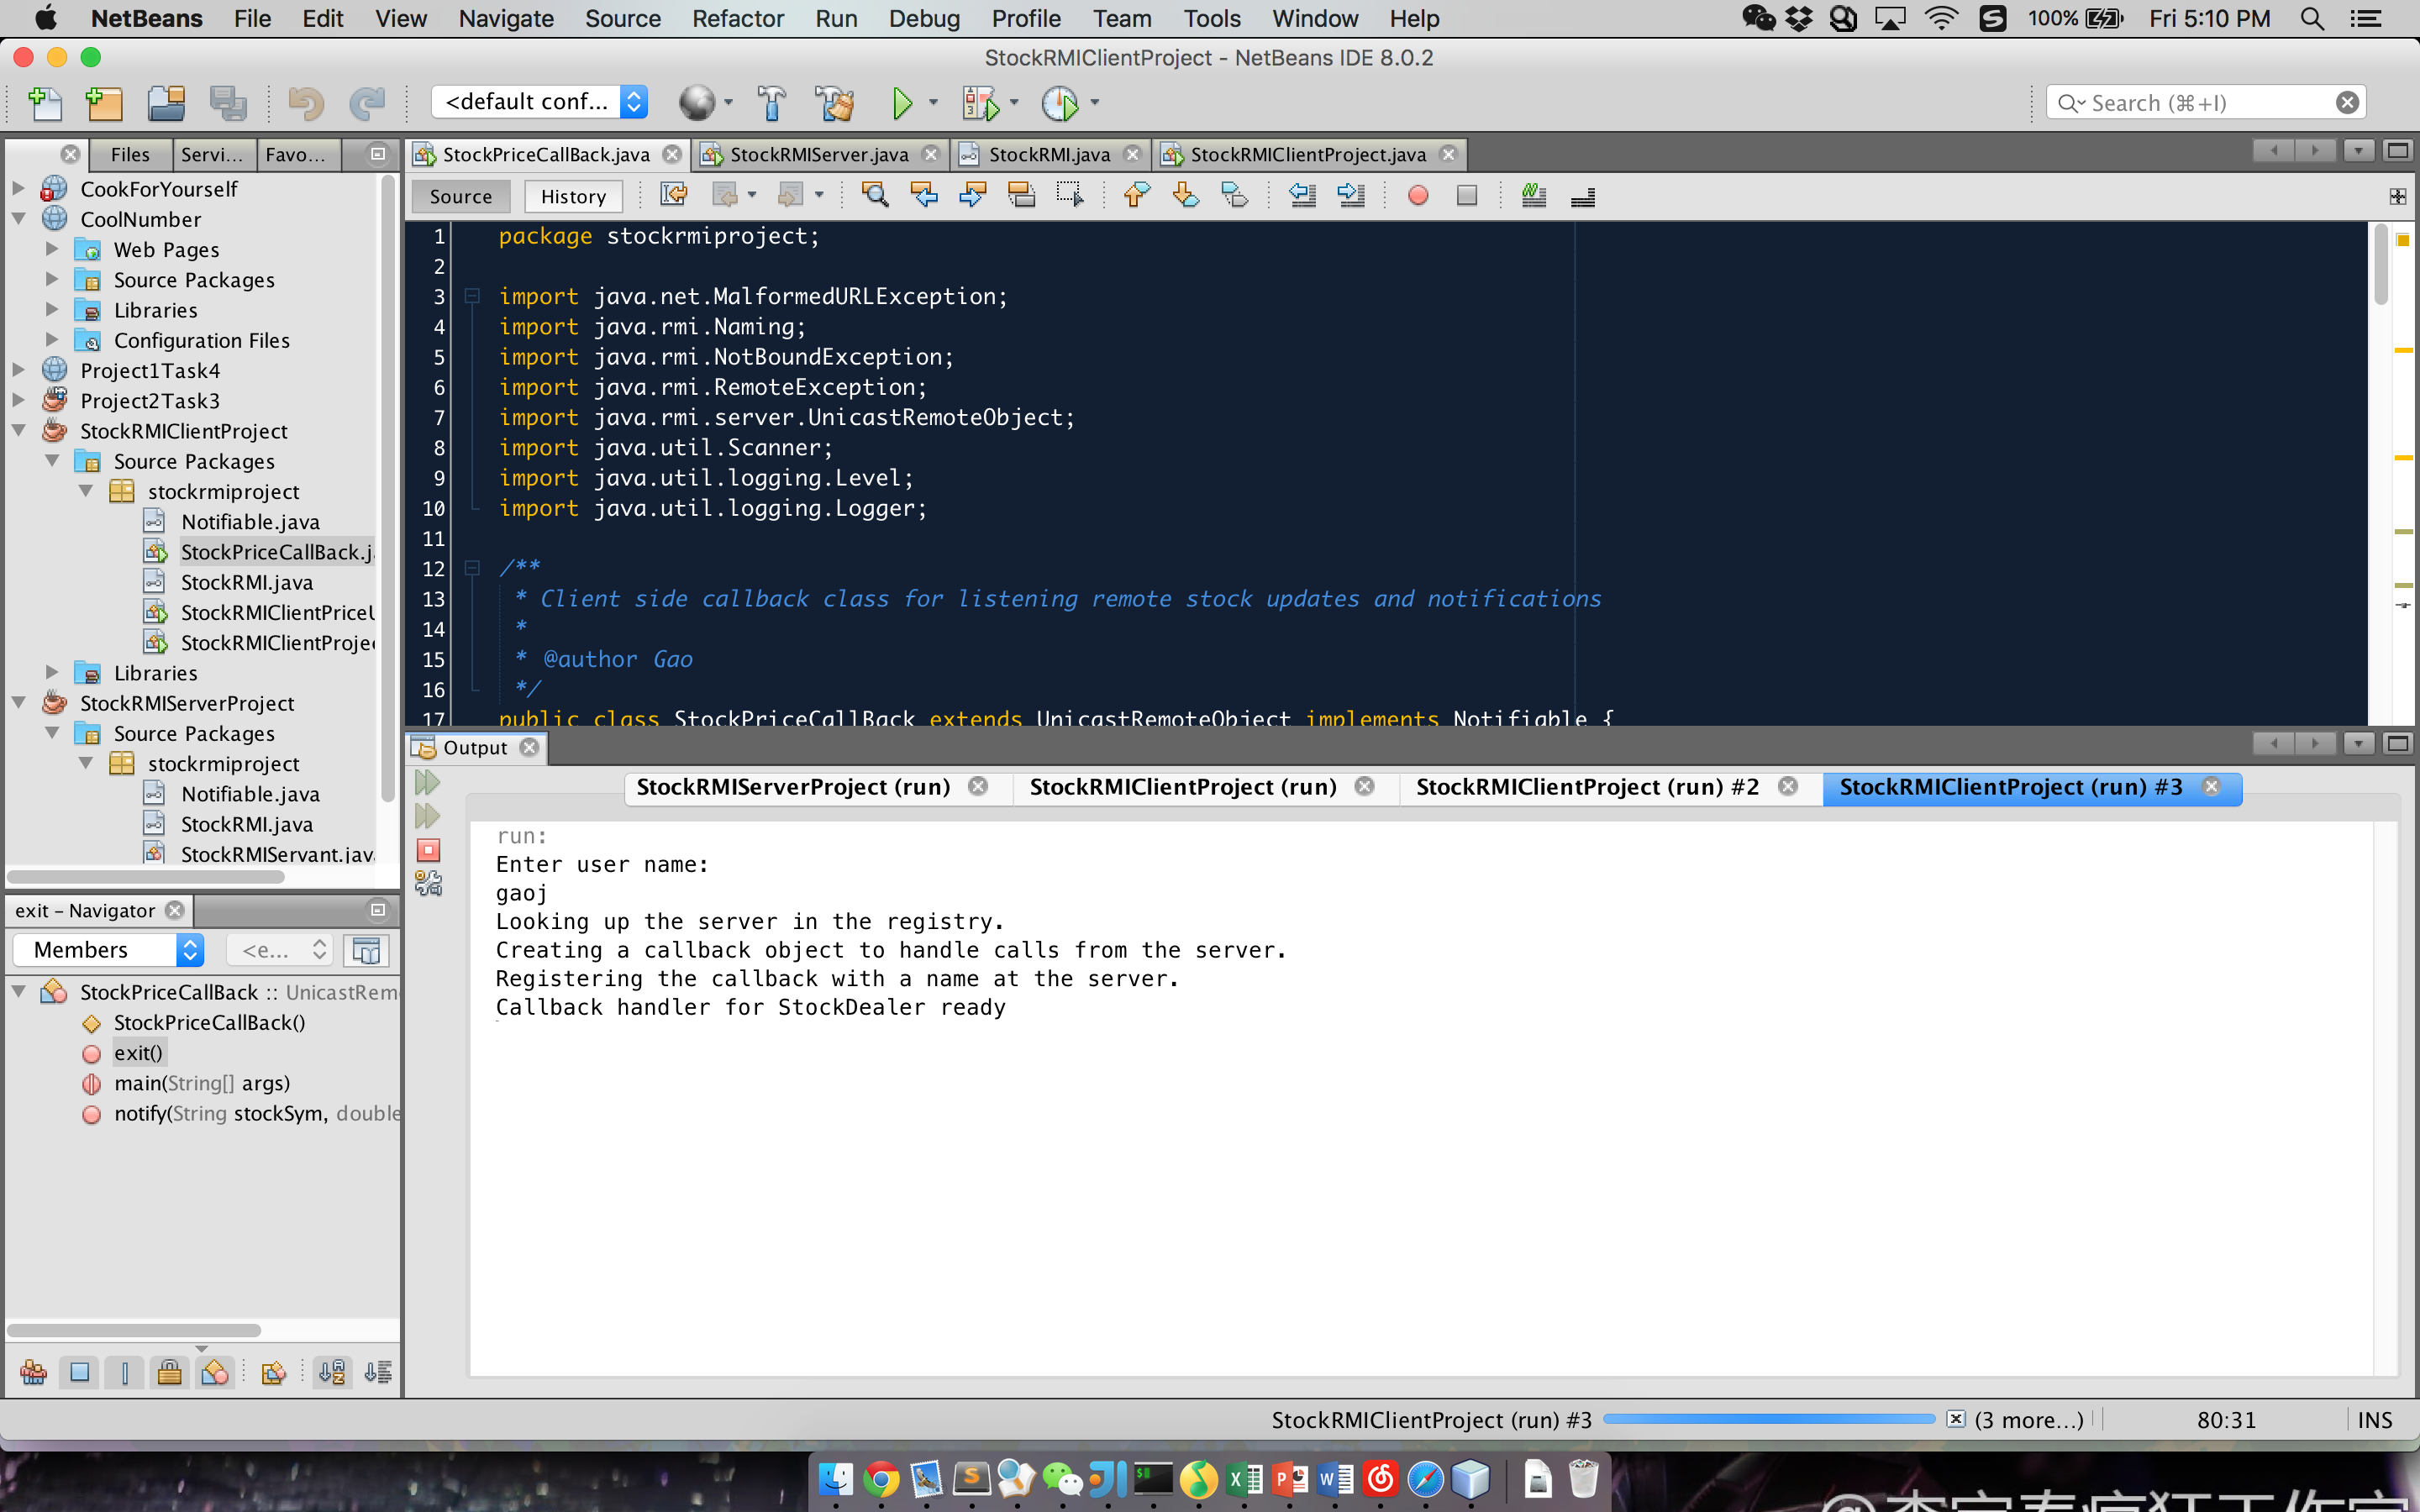 NetBeans File Edit View Navigate Source Refactor Run Debug Profile Team Tools Window Help 100% Fri 5:10 PM
StockRMIClientProject - NetBeans IDE 8.0.2
<default conf... Search (⌘+I)
Files Servi... Favo...
CookForYourself
CoolNumber
Web Pages
Source Packages
Libraries
Configuration Files
Project1Task4
Project2Task3
StockRMIClientProject
Source Packages
stockrmiproject
Notifiable.java
StockPriceCallBack.j
StockRMI.java
StockRMIClientPriceU
StockRMIClientProje
Libraries
StockRMIServerProject
Source Packages
stockrmiproject
Notifiable.java
StockRMI.java
StockRMIServant.jav
exit - Navigator
Members <e...
StockPriceCallBack :: UnicastRem
StockPriceCallBack()
exit()
main(String[] args)
notify(String stockSym, double
StockPriceCallBack.java StockRMIServer.java StockRMI.java StockRMIClientProject.java
Source History
1 package stockrmiproject;
2
3 import java.net.MalformedURLException;
4 import java.rmi.Naming;
5 import java.rmi.NotBoundException;
6 import java.rmi.RemoteException;
7 import java.rmi.server.UnicastRemoteObject;
8 import java.util.Scanner;
9 import java.util.logging.Level;
10 import java.util.logging.Logger;
11
12 /**
13 * Client side callback class for listening remote stock updates and notifications
14 *
15 * @author Gao
16 */
17 public class StockPriceCallBack extends UnicastRemoteObject implements Notifiable {
Output
StockRMIServerProject (run) StockRMIClientProject (run) StockRMIClientProject (run) #2 StockRMIClientProject (run) #3
run:
Enter user name:
gaoj
Looking up the server in the registry.
Creating a callback object to handle calls from the server.
Registering the callback with a name at the server.
Callback handler for StockDealer ready
StockRMIClientProject (run) #3 (3 more...) 80:31 INS